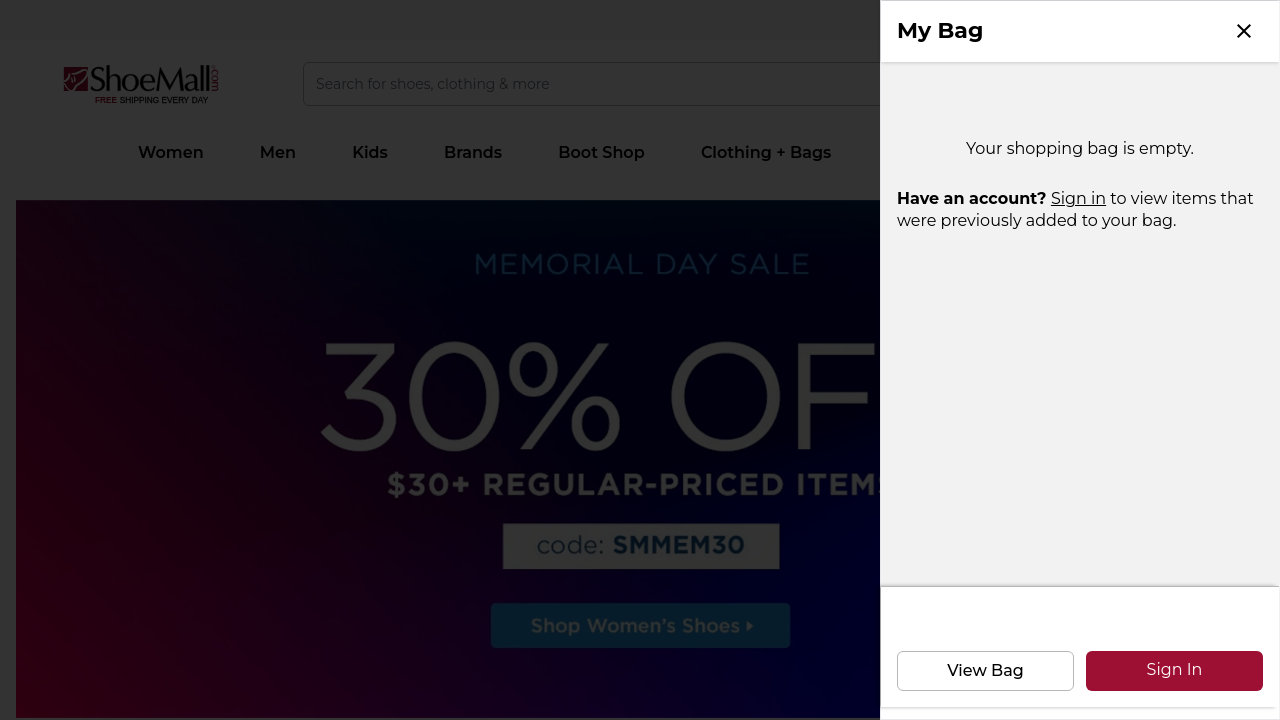 My Bag
ShoeMall.com
FREE SHIPPING EVERY DAY
Search for shoes, clothing & more
Women Men Kids Brands Boot Shop Clothing + Bags
Your shopping bag is empty.
Have an account? Sign in to view items that
were previously added to your bag.
MEMORIAL DAY SALE
30% OF
$30+ REGULAR-PRICED ITEMS
code: SMMEM30
Shop Women's Shoes
View Bag
Sign In